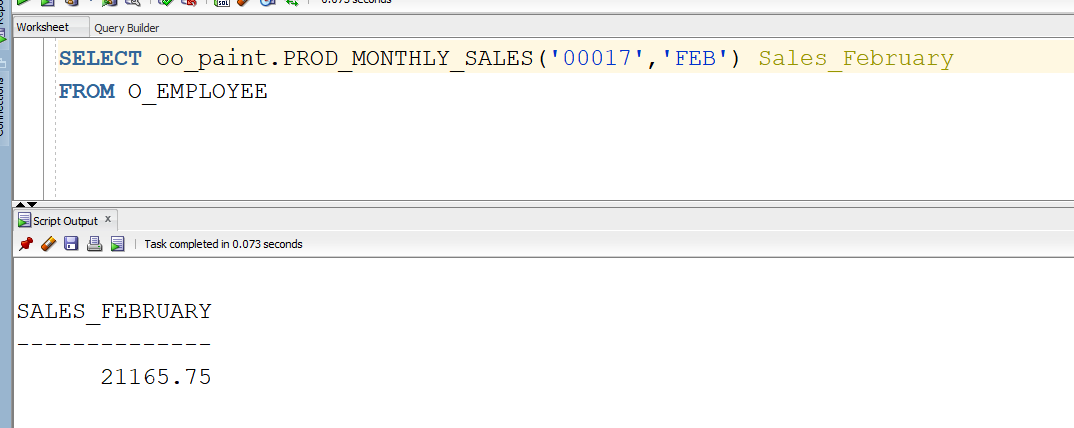 0.073 seconds
Worksheet
Query Builder
SELECT oo_paint.PROD_MONTHLY_SALES('00017','FEB') Sales_February
FROM O_EMPLOYEE
Connections
Script Output x
Task completed in 0.073 seconds
SALES_FEBRUARY
--------------
21165.75